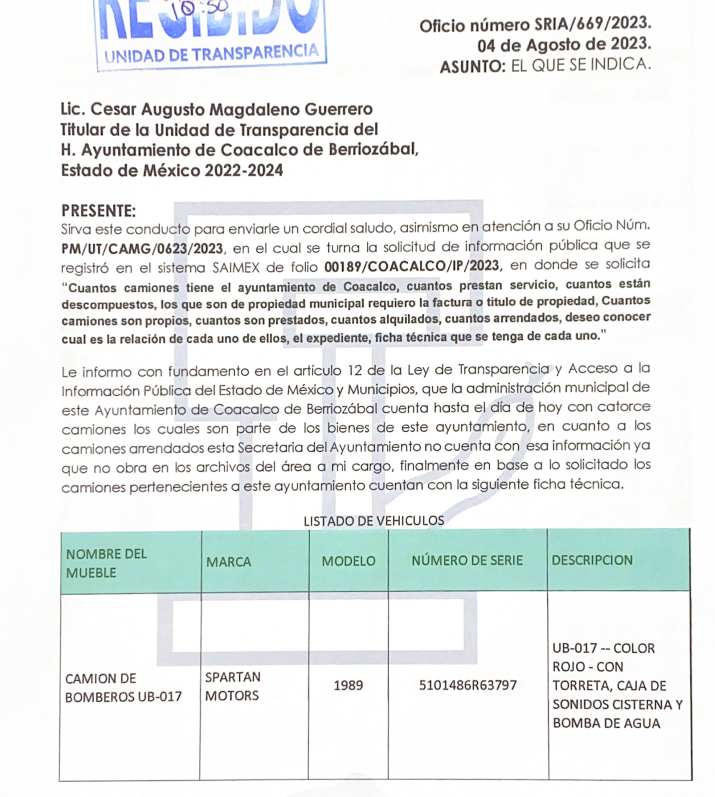 RECIBIDO
10:50
UNIDAD DE TRANSPARENCIA
Oficio número SRIA/669/2023.
04 de Agosto de 2023.
ASUNTO: EL QUE SE INDICA.
Lic. Cesar Augusto Magdaleno Guerrero
Titular de la Unidad de Transparencia del
H. Ayuntamiento de Coacalco de Berriozábal,
Estado de México 2022-2024
PRESENTE:
Sirva este conducto para enviarle un cordial saludo, asimismo en atención a su Oficio Núm.
PM/UT/CAMG/0623/2023, en el cual se turna la solicitud de información pública que se
registró en el sistema SAIMEX de folio 00189/COACALCO/IP/2023, en donde se solicita
"Cuantos camiones tiene el ayuntamiento de Coacalco, cuantos prestan servicio, cuantos están
descompuestos, los que son de propiedad municipal requiero la factura o titulo de propiedad, Cuantos
camiones son propios, cuantos son prestados, cuantos alquilados, cuantos arrendados, deseo conocer
cual es la relación de cada uno de ellos, el expediente, ficha técnica que se tenga de cada uno."
Le informo con fundamento en el artículo 12 de la Ley de Transparencia y Acceso a la
Información Pública del Estado de México y Municipios, que la administración municipal de
este Ayuntamiento de Coacalco de Berriozábal cuenta hasta el día de hoy con catorce
camiones los cuales son parte de los bienes de este ayuntamiento, en cuanto a los
camiones arrendados esta Secretaria del Ayuntamiento no cuenta con esa información ya
que no obra en los archivos del área a mi cargo, finalmente en base a lo solicitado los
camiones pertenecientes a este ayuntamiento cuentan con la siguiente ficha técnica.
LISTADO DE VEHICULOS
NOMBRE DEL
MUEBLE
MARCA
MODELO
NÚMERO DE SERIE
DESCRIPCION
CAMION DE
BOMBEROS UB-017
SPARTAN
MOTORS
1989
5101486R63797
UB-017 -- COLOR
ROJO - CON
TORRETA, CAJA DE
SONIDOS CISTERNA Y
BOMBA DE AGUA